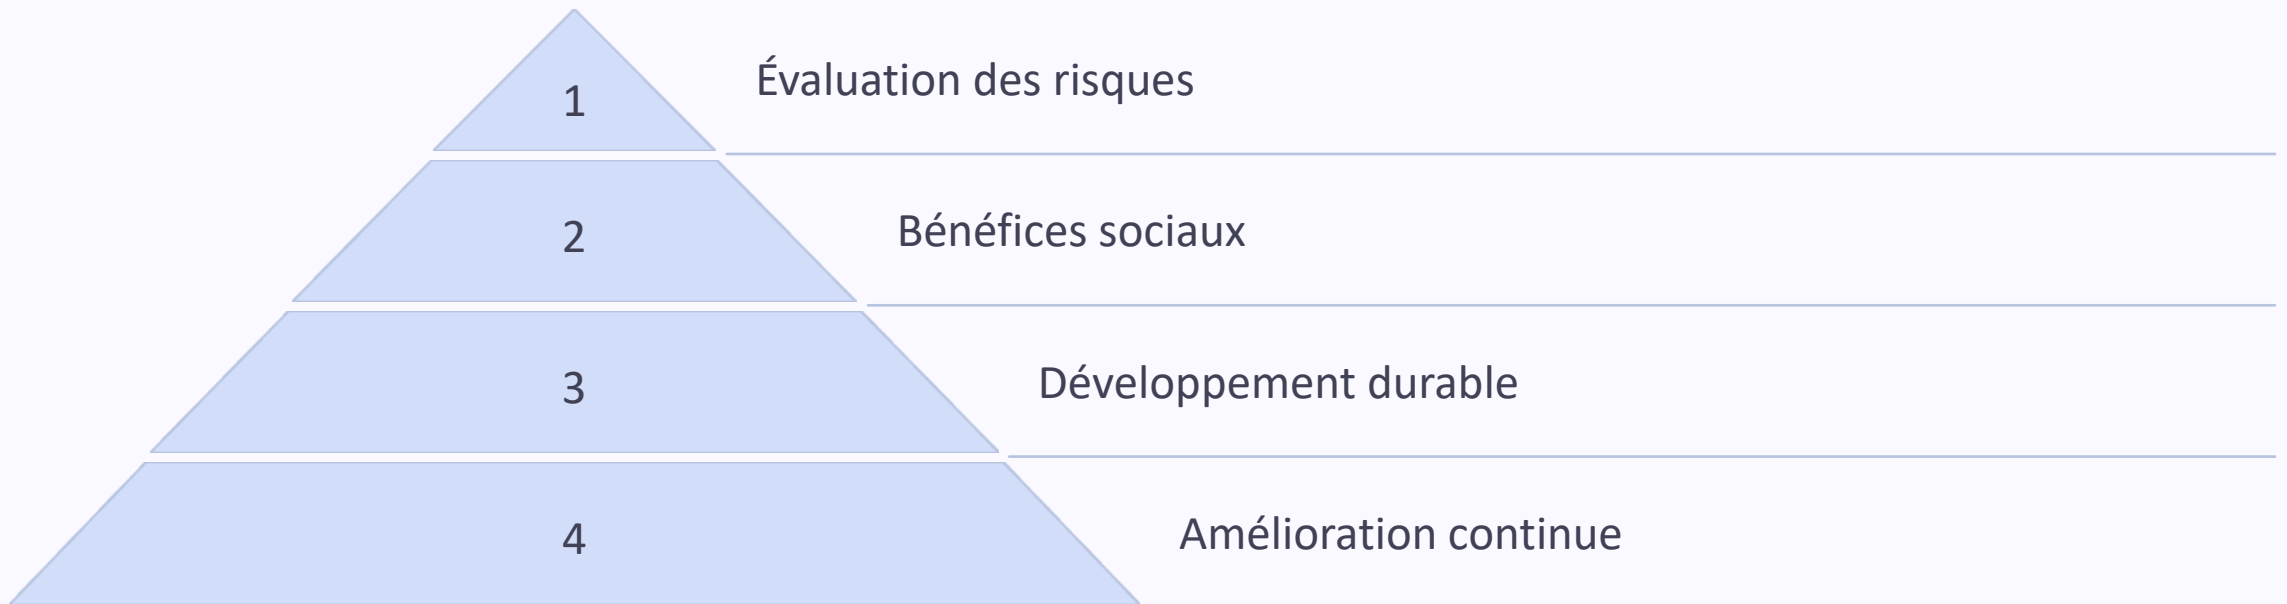 1
Évaluation des risques
2
Bénéfices sociaux
3
Développement durable
4
Amélioration continue